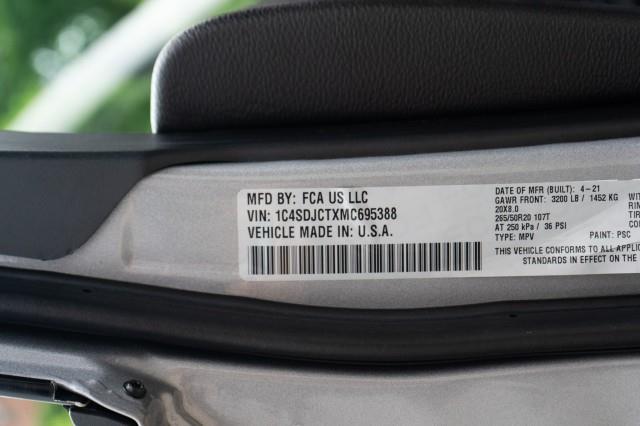 MFD BY: FCA US LLC
VIN: 1C4SDJCTXMC695388
VEHICLE MADE IN: U.S.A.
DATE OF MFR (BUILT): 4-21
GAWR FRONT: 3200 LB / 1452 KG
20X8.0
265/50R20 107T
AT 250 kPa / 36 PSI
TYPE: MPV PAINT: PSC
THIS VEHICLE CONFORMS TO ALL
STANDARDS IN EFFECT ON THE